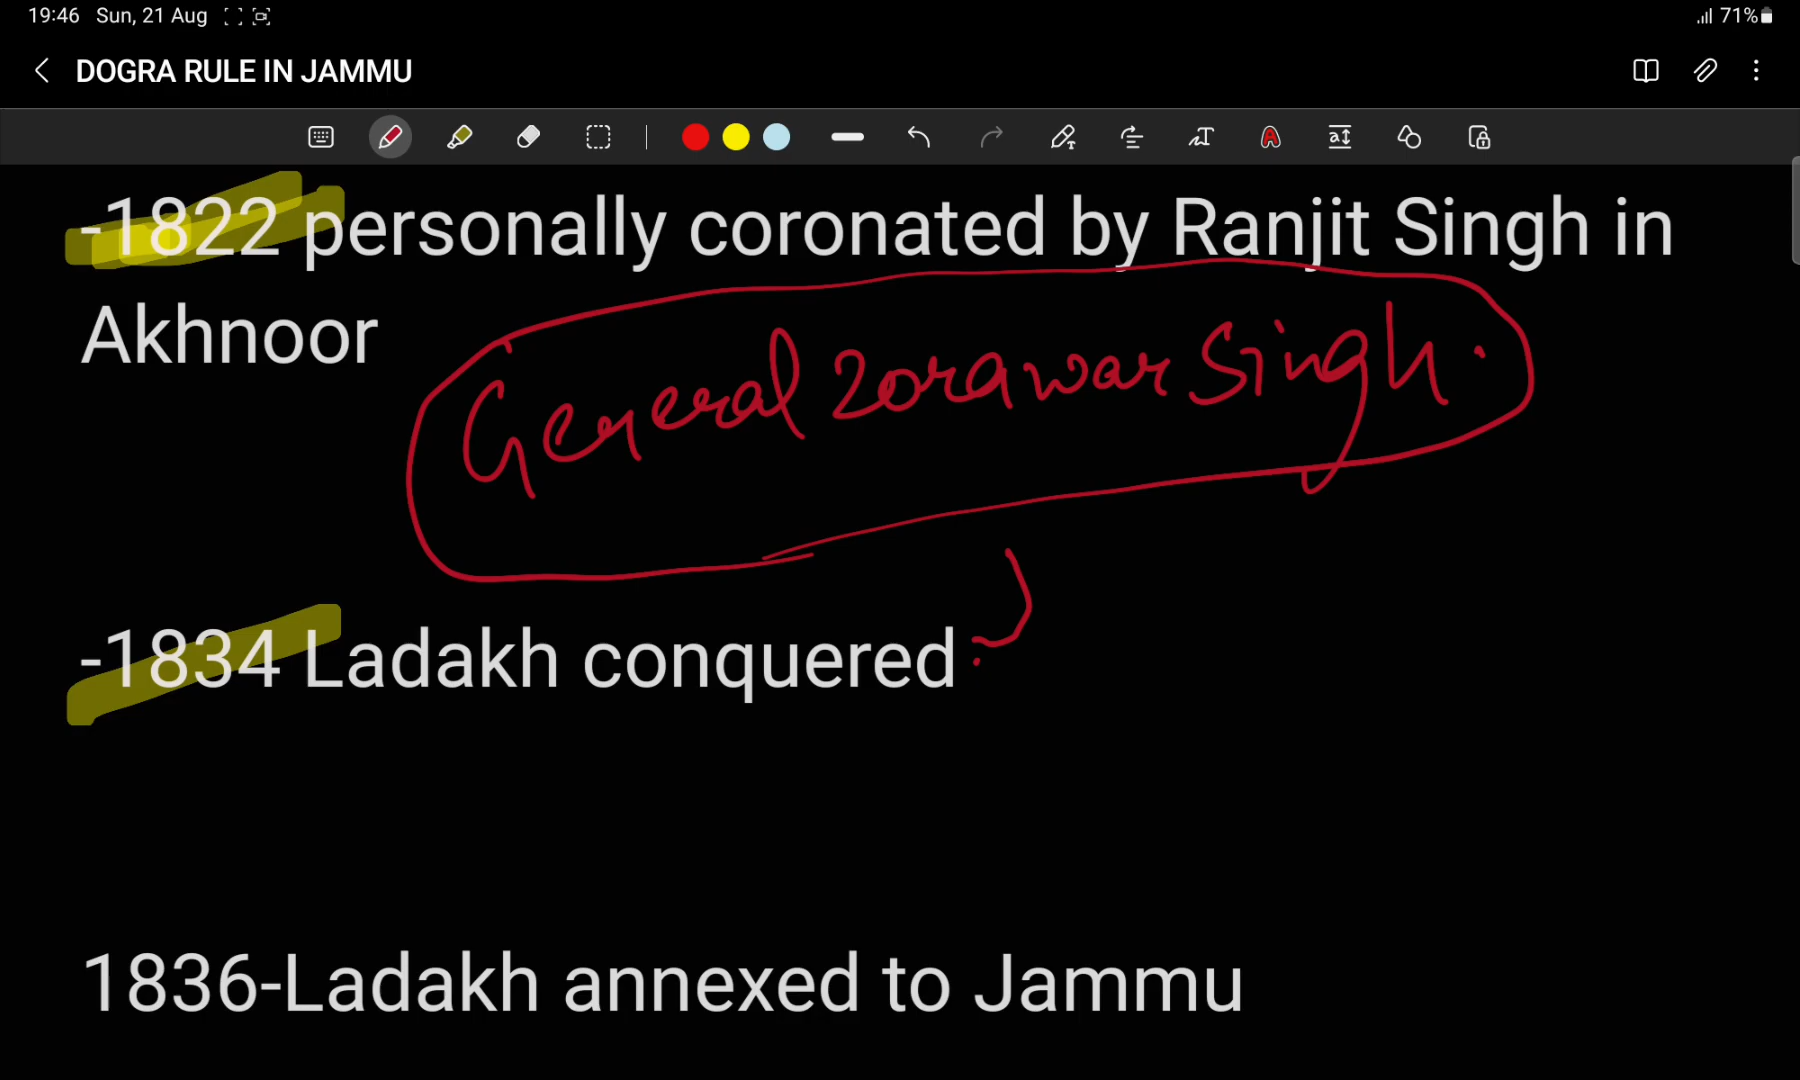 19:46 Sun, 21 Aug 71%
DOGRA RULE IN JAMMU
-1822 personally coronated by Ranjit Singh in
Akhnoor
General Zorawar Singh.
-1834 Ladakh conquered
1836-Ladakh annexed to Jammu